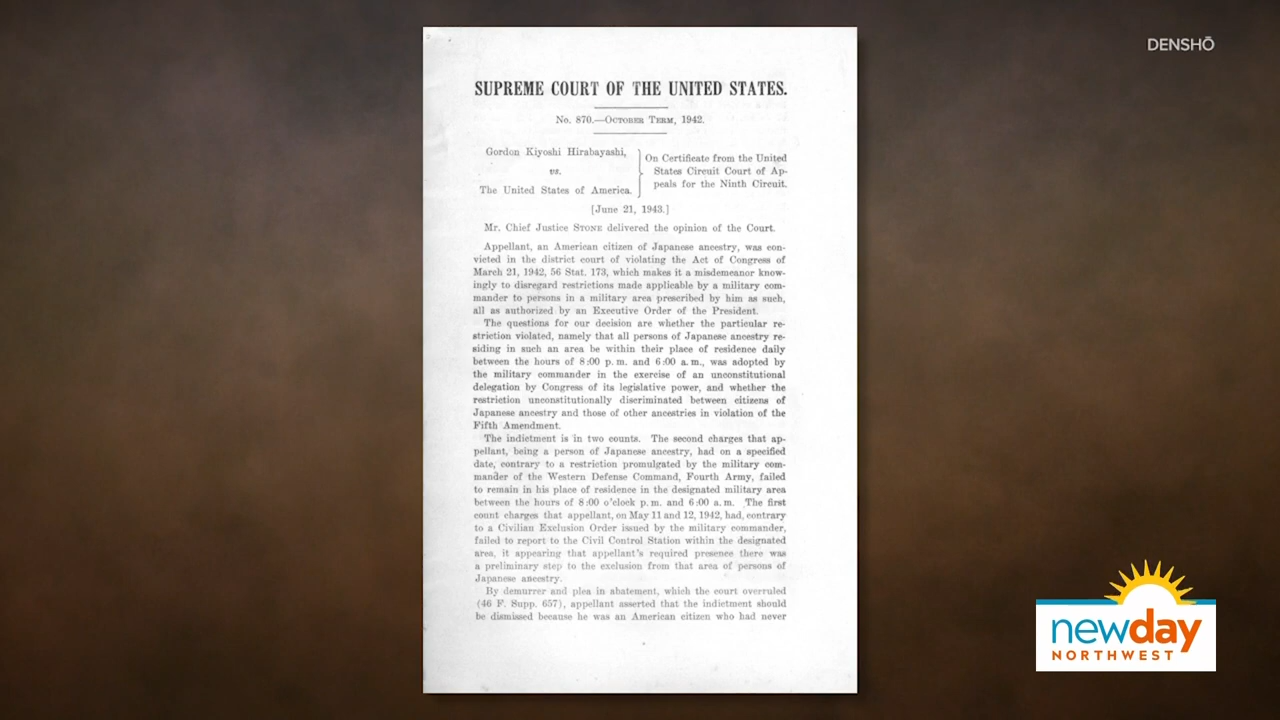 DENSHŌ
SUPREME COURT OF THE UNITED STATES.
No. 870.—OCTOBER TERM, 1942.
Gordon Kiyoshi Hirabayashi,
vs.
The United States of America.
On Certificate from the United
States Circuit Court of Ap-
peals for the Ninth Circuit.
[June 21, 1943.]
Mr. Chief Justice STONE delivered the opinion of the Court.
Appellant, an American citizen of Japanese ancestry, was con-
victed in the district court of violating the Act of Congress of
March 21, 1942, 56 Stat. 173, which makes it a misdemeanor know-
ingly to disregard restrictions made applicable by a military com-
mander to persons in a military area prescribed by him as such,
all as authorized by an Executive Order of the President.
The questions for our decision are whether the particular re-
striction violated, namely that all persons of Japanese ancestry re-
siding in such an area be within their place of residence daily
between the hours of 8:00 p. m. and 6:00 a. m., was adopted by
the military commander in the exercise of an unconstitutional
delegation by Congress of its legislative power, and whether the
restriction unconstitutionally discriminated between citizens of
Japanese ancestry and those of other ancestries in violation of the
Fifth Amendment.
The indictment is in two counts. The second charges that ap-
pellant, being a person of Japanese ancestry, had on a specified
date, contrary to a restriction promulgated by the military com-
mander of the Western Defense Command, Fourth Army, failed
to remain in his place of residence in the designated military area
between the hours of 8:00 o'clock p. m. and 6:00 a. m. The first
count charges that appellant, on May 11 and 12, 1942, had, contrary
to a Civilian Exclusion Order issued by the military commander,
failed to report to the Civil Control Station within the designated
area, it appearing that appellant's required presence there was
a preliminary step to the exclusion from that area of persons of
Japanese ancestry.
By demurrer and plea in abatement, which the court overruled
(46 F. Supp. 657), appellant asserted that the indictment should
be dismissed because he was an American citizen who had never
newday
NORTHWEST